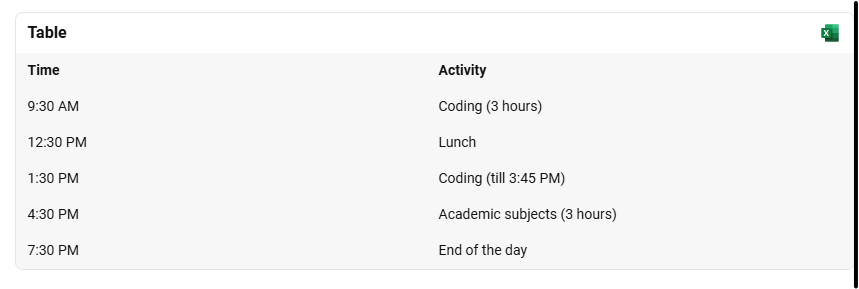 Table
Time Activity
9:30 AM Coding (3 hours)
12:30 PM Lunch
1:30 PM Coding (till 3:45 PM)
4:30 PM Academic subjects (3 hours)
7:30 PM End of the day